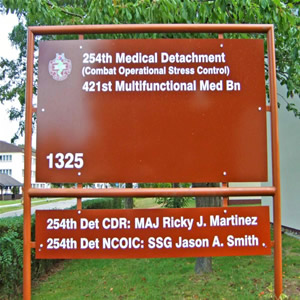 254th Medical Detachment
(Combat Operational Stress Control)
421st Multifunctional Med Bn
1325
254th Det CDR: MAJ Ricky J. Martinez
254th Det NCOIC: SSG Jason A. Smith